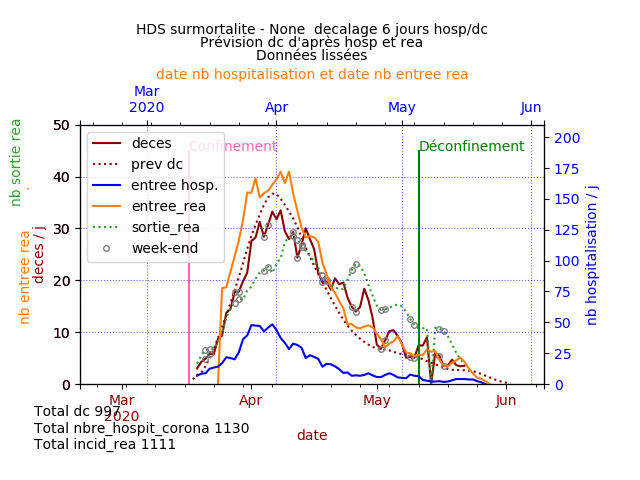 HDS surmortalite - None  decalage 6 jours hosp/dc
Prévision dc d'après hosp et rea
Données lissées
date nb hospitalisation et date nb entree rea
Mar
2020
Apr
May
Jun
nb sortie rea
nb entree rea .
deces / j
50
40
30
20
10
0
200
175
150
125
100
75
50
25
0
nb hospitalisation / j
Confinement
Déconfinement
deces
prev dc
entree hosp.
entree_rea
sortie_rea
week-end
Mar
2020
Apr
May
Jun
date
Total dc 997
Total nbre_hospit_corona 1130
Total incid_rea 1111